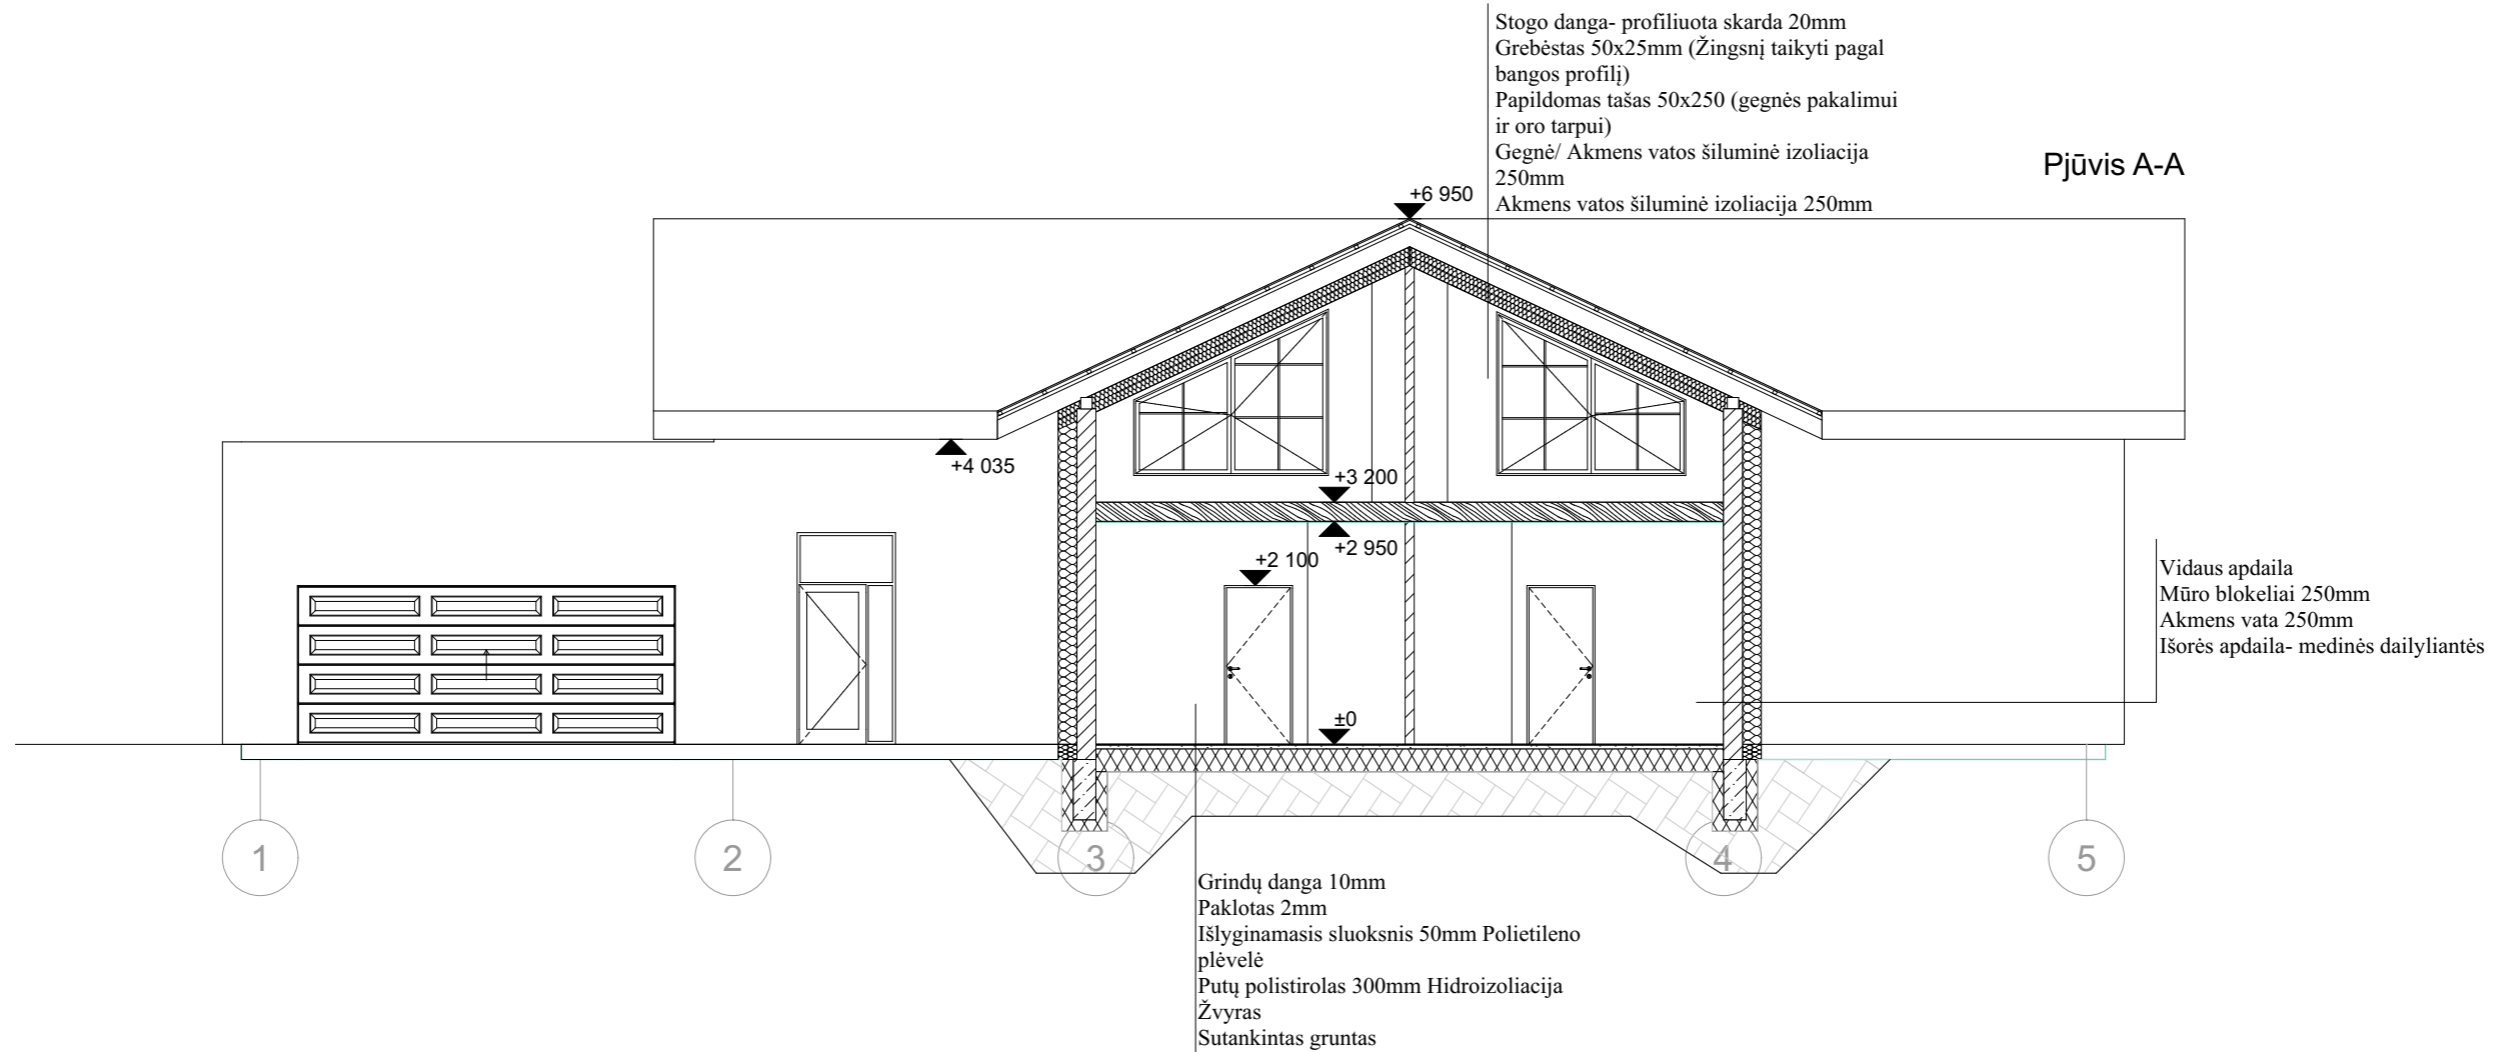 Stogo danga- profiliuota skarda 20mm
Grebėstas 50x25mm (Žingsnį taikyti pagal
bangos profilį)
Papildomas tašas 50x250 (gegnės pakalimui
ir oro tarpui)
Gegnė/ Akmens vatos šiluminė izoliacija
250mm
Akmens vatos šiluminė izoliacija 250mm
Pjūvis A-A
+6 950
+4 035
+3 200
+2 950
+2 100
±0
Vidaus apdaila
Mūro blokeliai 250mm
Akmens vata 250mm
Išorės apdaila- medinės dailyliantės
1
2
3
4
5
Grindų danga 10mm
Paklotas 2mm
Išlyginamasis sluoksnis 50mm Polietileno
plėvelė
Putų polistirolas 300mm Hidroizoliacija
Žvyras
Sutankintas gruntas